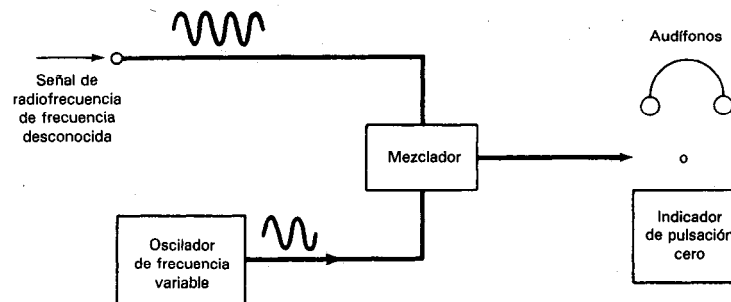 Audífonos
Señal de
radiofrecuencia
de frecuencia
desconocida
Mezclador
o
Oscilador
de frecuencia
variable
Indicador
de pulsación
cero